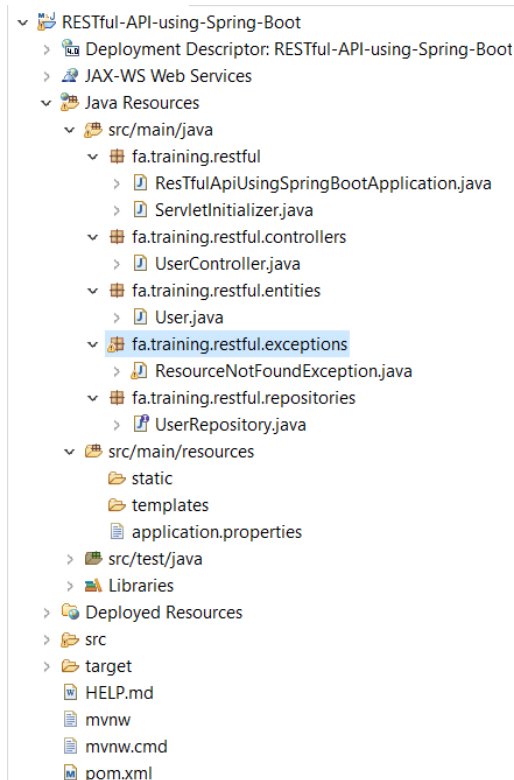 RESTful-API-using-Spring-Boot
Deployment Descriptor: RESTful-API-using-Spring-Boot
JAX-WS Web Services
Java Resources
src/main/java
fa.training.restful
ResTfulApiUsingSpringBootApplication.java
ServletInitializer.java
fa.training.restful.controllers
UserController.java
fa.training.restful.entities
User.java
fa.training.restful.exceptions
ResourceNotFoundException.java
fa.training.restful.repositories
UserRepository.java
src/main/resources
static
templates
application.properties
src/test/java
Libraries
Deployed Resources
src
target
HELP.md
mvnw
mvnw.cmd
pom.xml